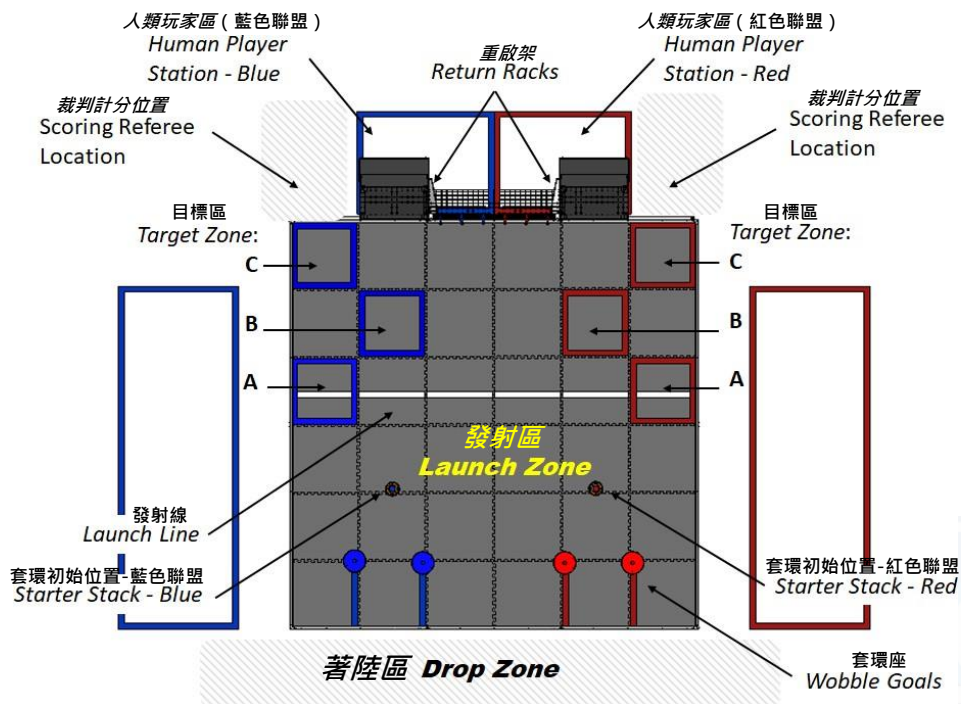 人類玩家區 ( 藍色聯盟 )
Human Player
Station - Blue
重啟架
Return Racks
人類玩家區 ( 紅色聯盟 )
Human Player
Station - Red
裁判計分位置
Scoring Referee
Location
裁判計分位置
Scoring Referee
Location
目標區
Target Zone:
C
B
A
目標區
Target Zone:
C
B
A
發射區
Launch Zone
發射線
Launch Line
套環初始位置-藍色聯盟
Starter Stack - Blue
套環初始位置-紅色聯盟
Starter Stack - Red
著陸區 Drop Zone
套環座
Wobble Goals